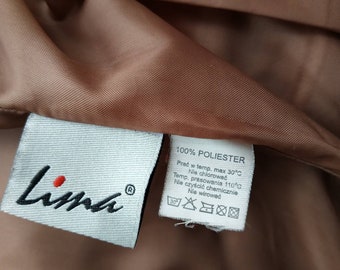 Lima®
100% POLIESTER
Prać w temp. max 30°C
Nie chlorować
Temp. prasowania 110°C
Nie czyścić chemicznie
Nie wirować